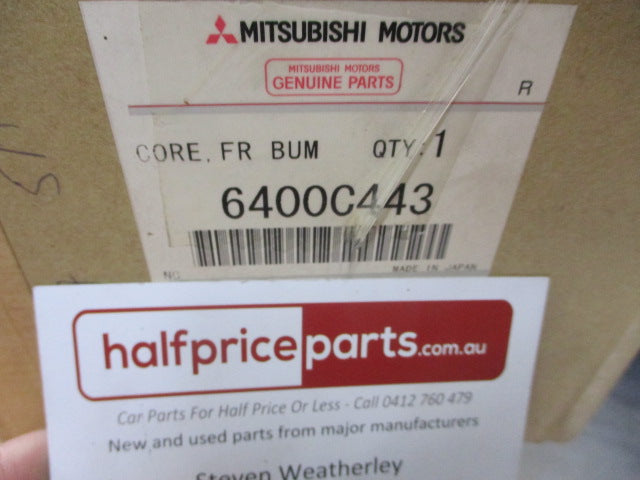 MITSUBISHI MOTORS
MITSUBISHI MOTORS
GENUINE PARTS
R
CORE, FR BUM QTY:1
6400C443
MADE IN JAPAN
halfpriceparts.com.au
Car Parts For Half Price Or Less - Call 0412 760 479
New and used parts from major manufacturers
Steven Weatherley